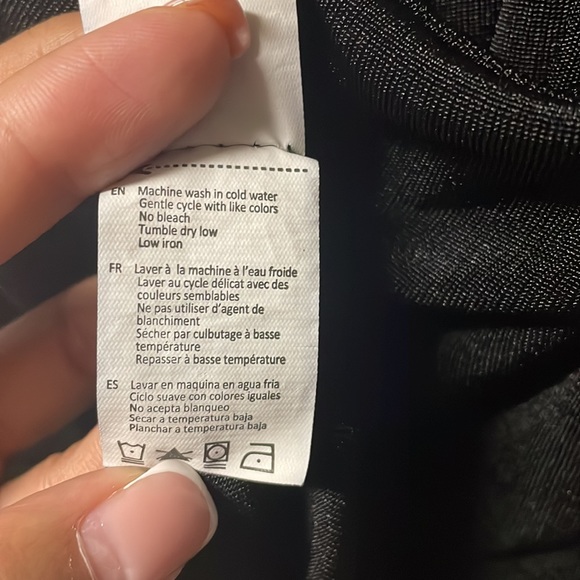 EN Machine wash in cold water
Gentle cycle with like colors
No bleach
Tumble dry low
Low iron
FR Laver à la machine à l'eau froide
Laver au cycle délicat avec des
couleurs semblables
Ne pas utiliser d'agent de
blanchiment
Sécher par culbutage à basse
température
Repasser à basse température
ES Lavar en maquina en agua fría
Ciclo suave con colores iguales
No acepta blanqueo
Secar a temperatura baja
Planchar a temperatura baja